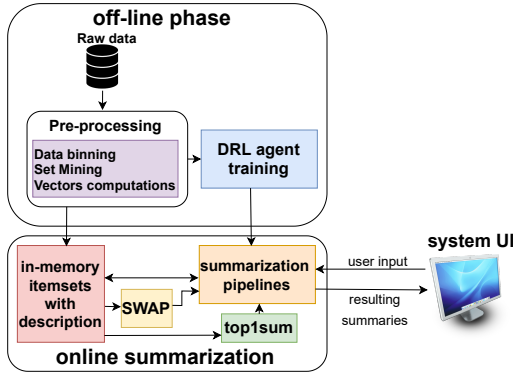 off-line phase
Raw data
Pre-processing
Data binning
Set Mining
Vectors computations
DRL agent
training
in-memory
itemsets
with
description
SWAP
summarization
pipelines
top1sum
online summarization
system UI
user input
resulting
summaries